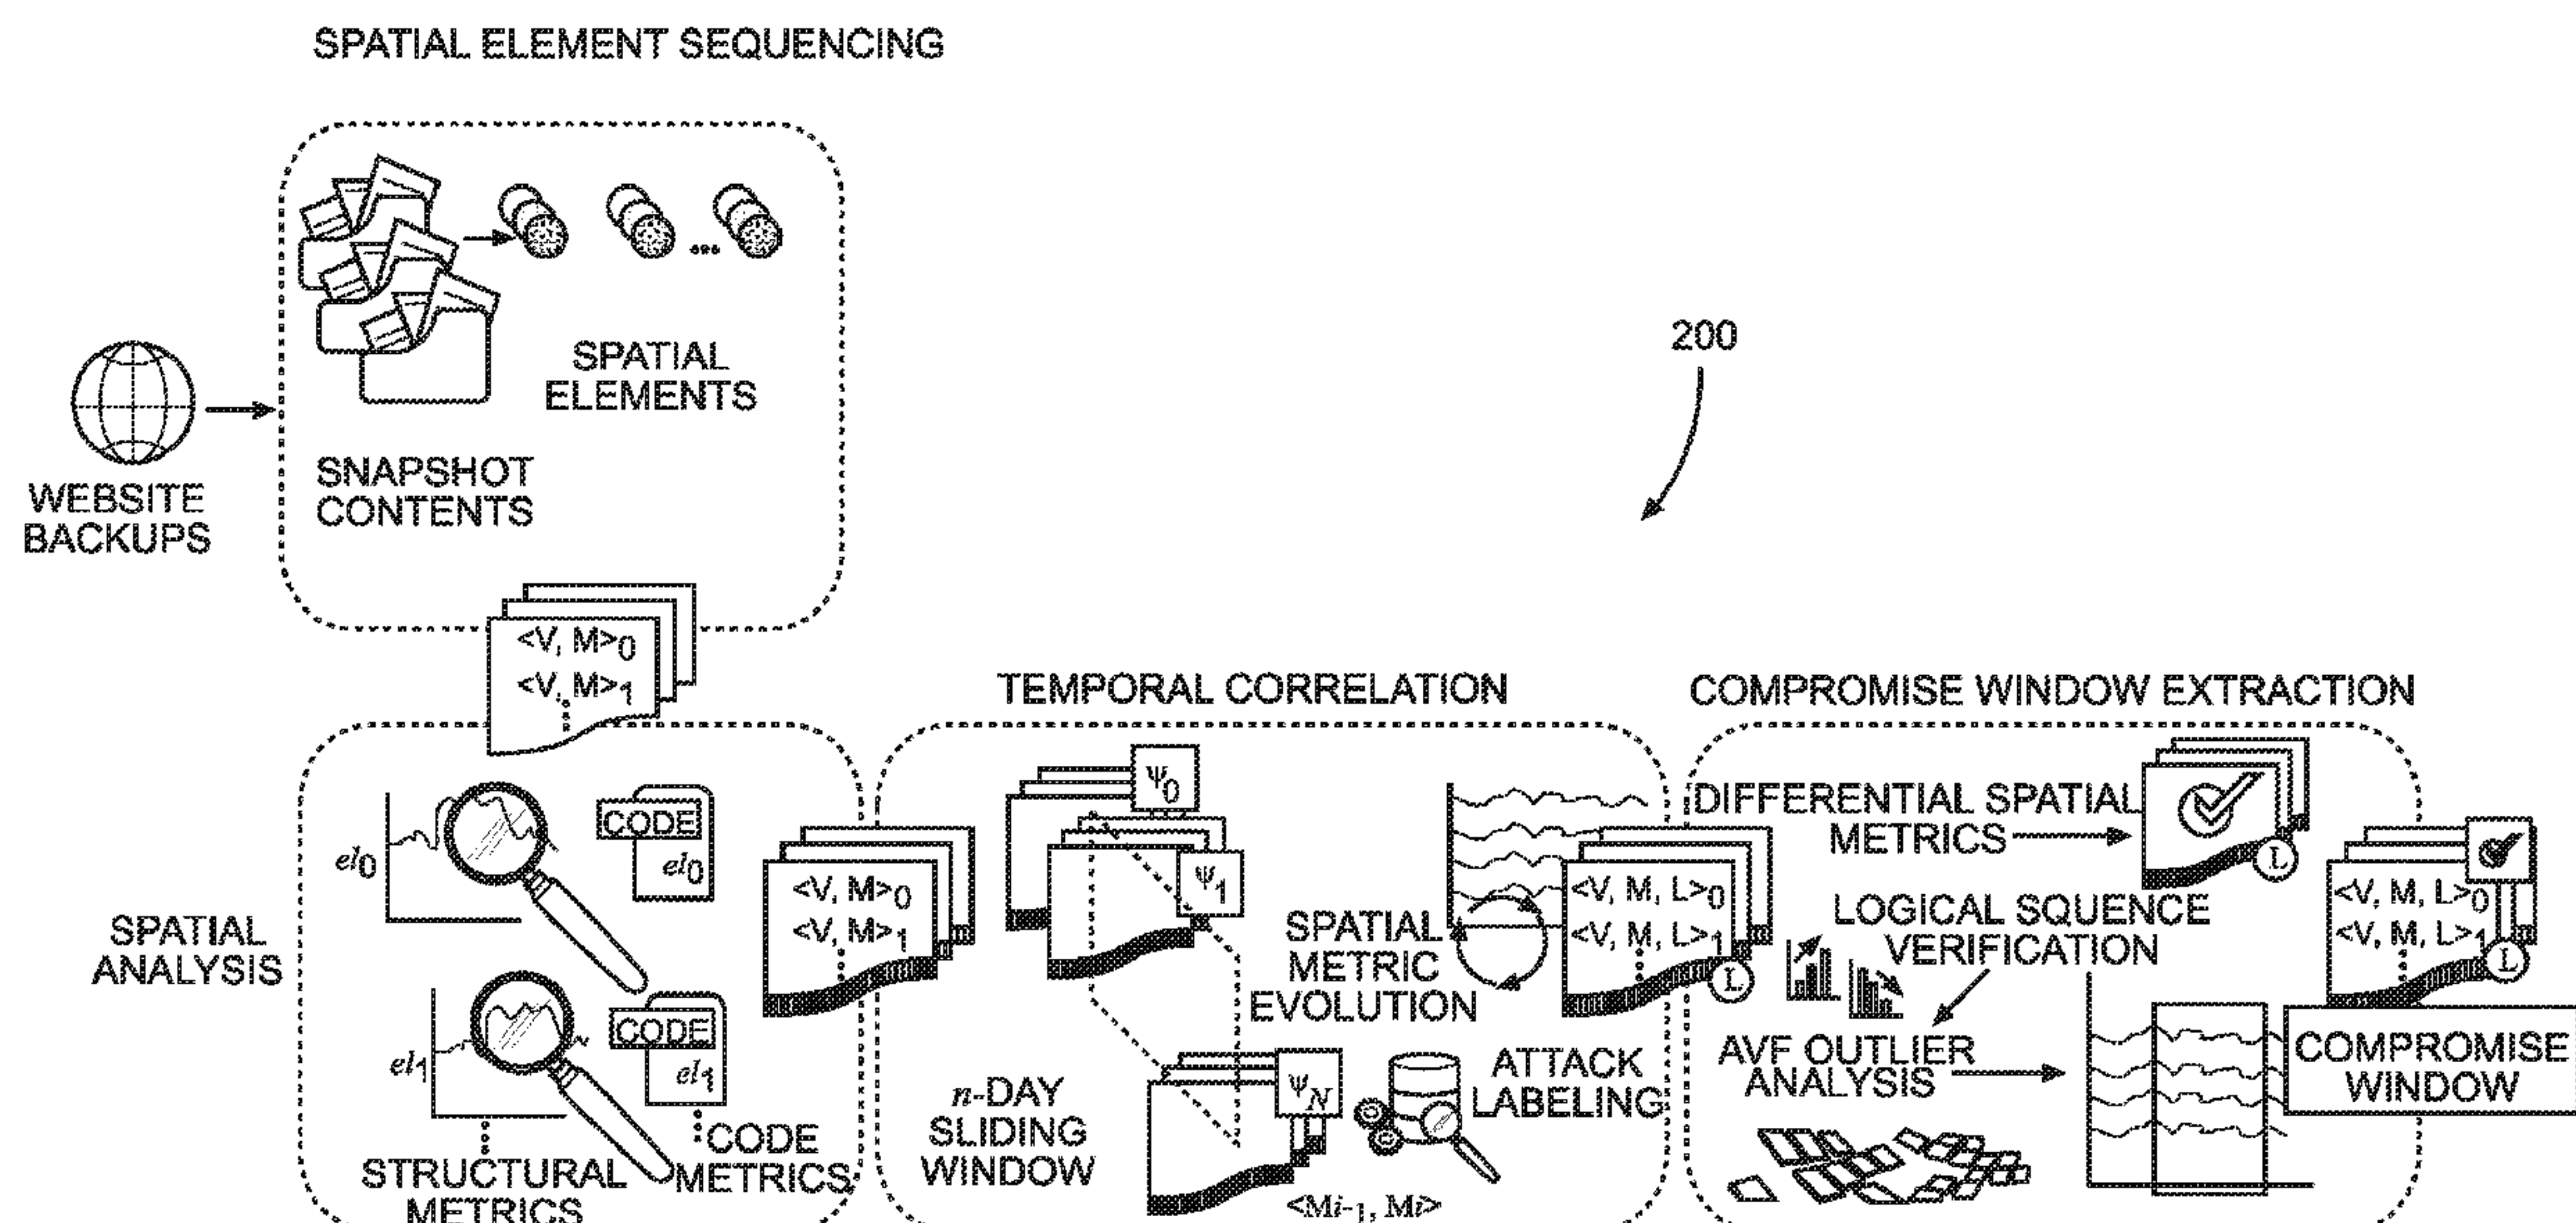 SPATIAL ELEMENT SEQUENCING
SPATIAL
ELEMENTS
SNAPSHOT
CONTENTS
WEBSITE
BACKUPS
200
<V, M>0
<V, M>1
SPATIAL
ANALYSIS
el0
CODE
el0
el1
CODE
el1
STRUCTURAL
METRICS
CODE
METRICS
<V, M>0
<V, M>1
TEMPORAL CORRELATION
ψ0
ψ1
ψN
n-DAY
SLIDING
WINDOW
SPATIAL
METRIC
EVOLUTION
ATTACK
LABELING
<Mi-1, Mi>
<V, M, L>0
<V, M, L>1
L
COMPROMISE WINDOW EXTRACTION
DIFFERENTIAL SPATIAL
METRICS
L
LOGICAL SQUENCE
VERIFICATION
AVF OUTLIER
ANALYSIS
<V, M, L>0
<V, M, L>1
L
COMPROMISE
WINDOW